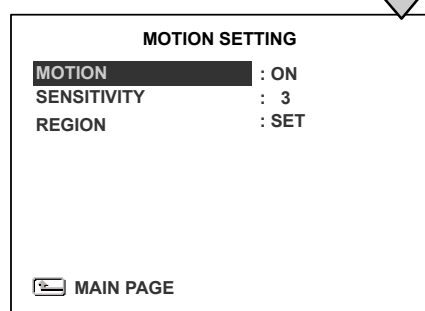 MOTION SETTING
MOTION : ON
SENSITIVITY : 3
REGION : SET
MAIN PAGE